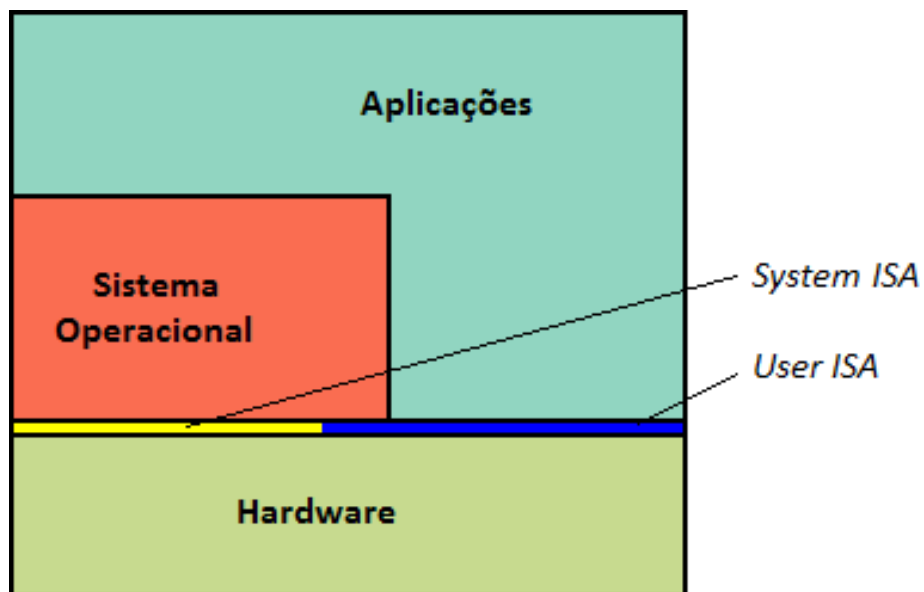 Aplicações
Sistema
Operacional
System ISA
User ISA
Hardware